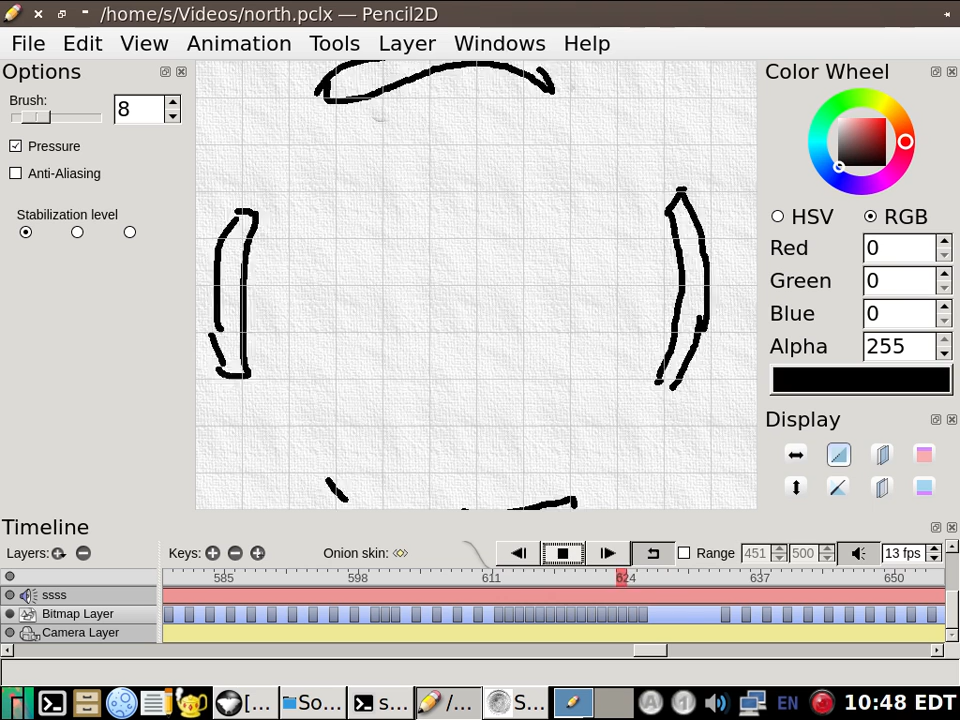 /home/s/Videos/north.pclx — Pencil2D
File Edit View Animation Tools Layer Windows Help
Options
Brush: 8
Pressure
Anti-Aliasing
Stabilization level
Color Wheel
HSV RGB
Red 0
Green 0
Blue 0
Alpha 255
Display
Timeline
Layers: Keys: Onion skin: Range 451 500 13 fps
585 598 611 624 637 650
ssss
Bitmap Layer
Camera Layer
[... So... s... /... S... A 1 EN 10:48 EDT